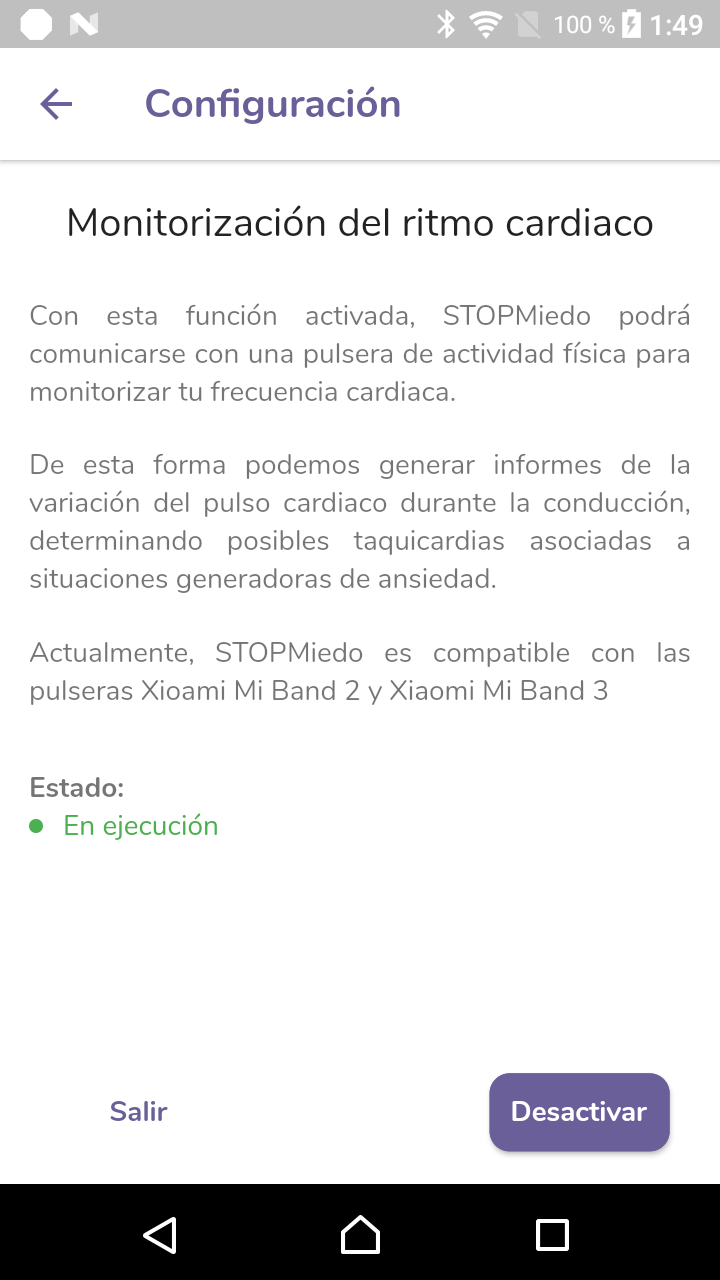 100 % 1:49
Configuración
Monitorización del ritmo cardiaco
Con esta función activada, STOPMiedo podrá
comunicarse con una pulsera de actividad física para
monitorizar tu frecuencia cardiaca.
De esta forma podemos generar informes de la
variación del pulso cardiaco durante la conducción,
determinando posibles taquicardias asociadas a
situaciones generadoras de ansiedad.
Actualmente, STOPMiedo es compatible con las
pulseras Xioami Mi Band 2 y Xiaomi Mi Band 3
Estado:
En ejecución
Salir
Desactivar